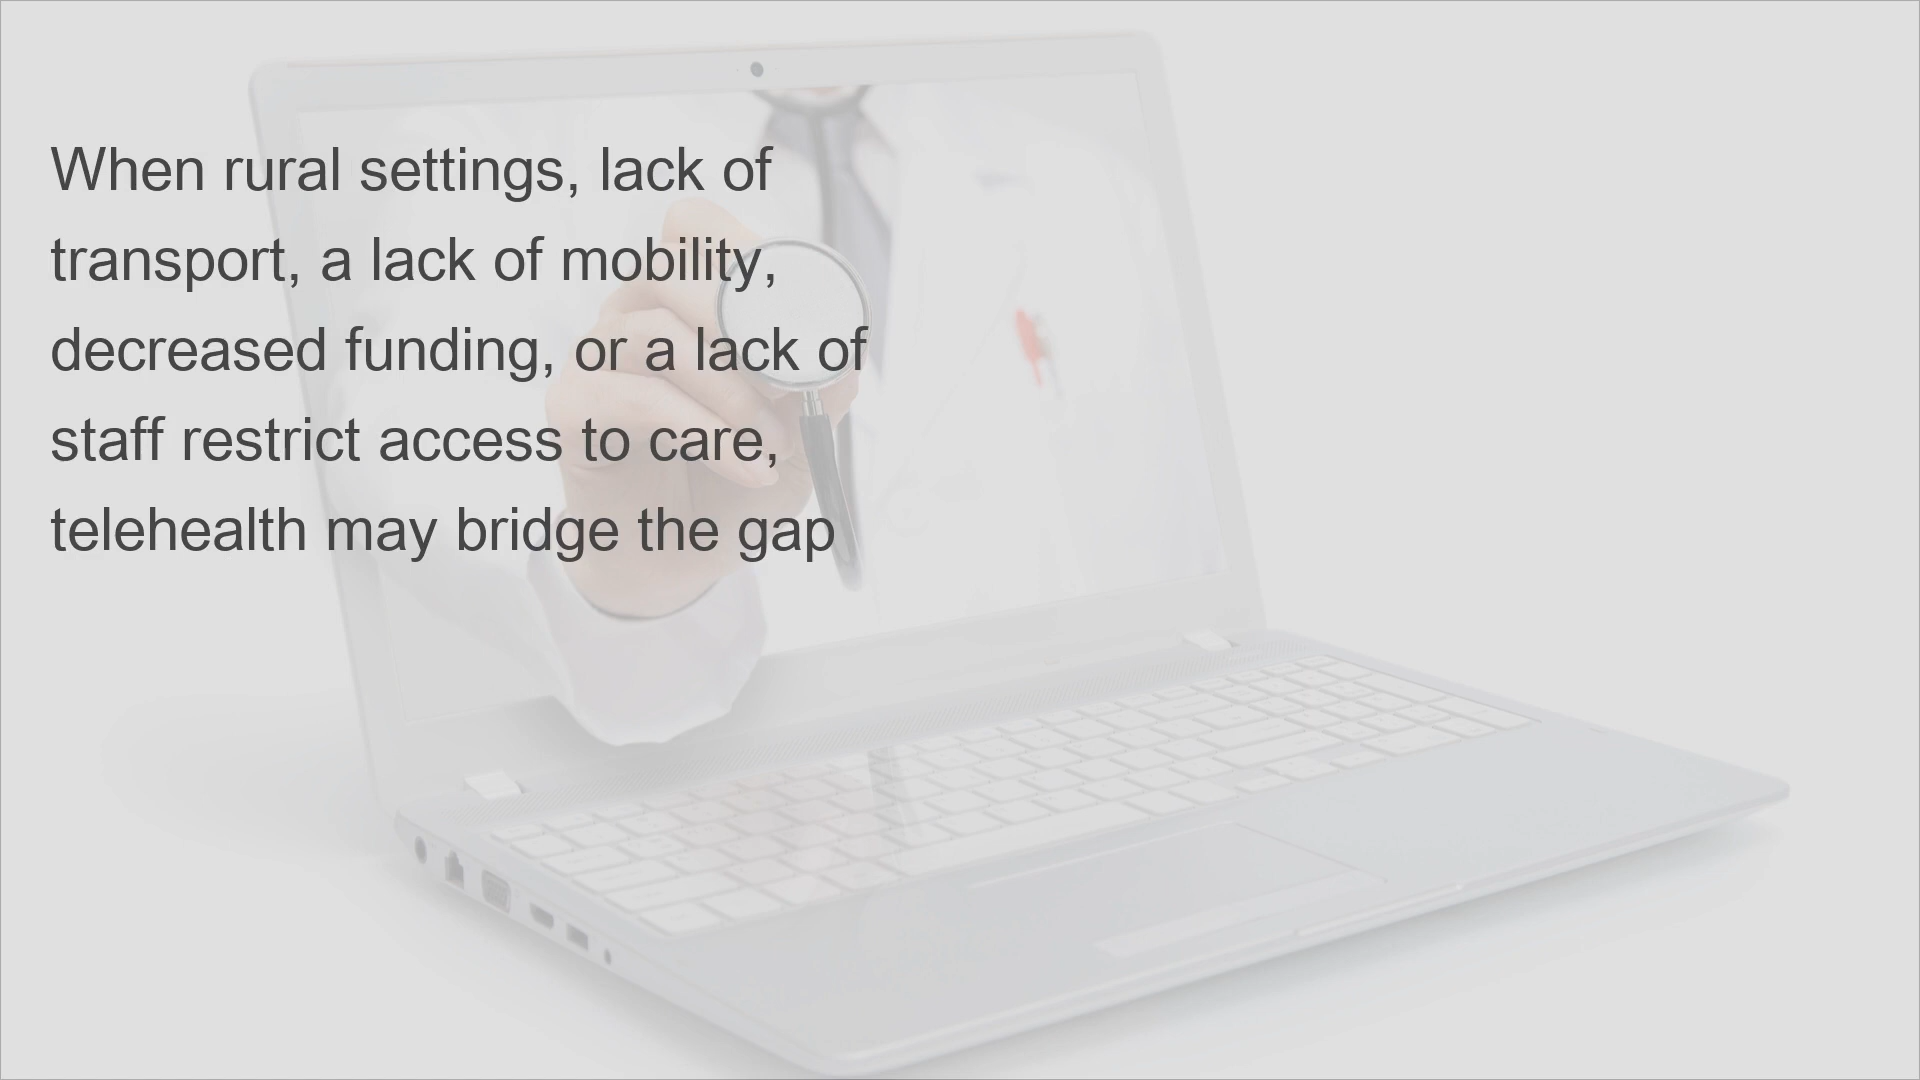 When rural settings, lack of
transport, a lack of mobility,
decreased funding, or a lack of
staff restrict access to care,
telehealth may bridge the gap